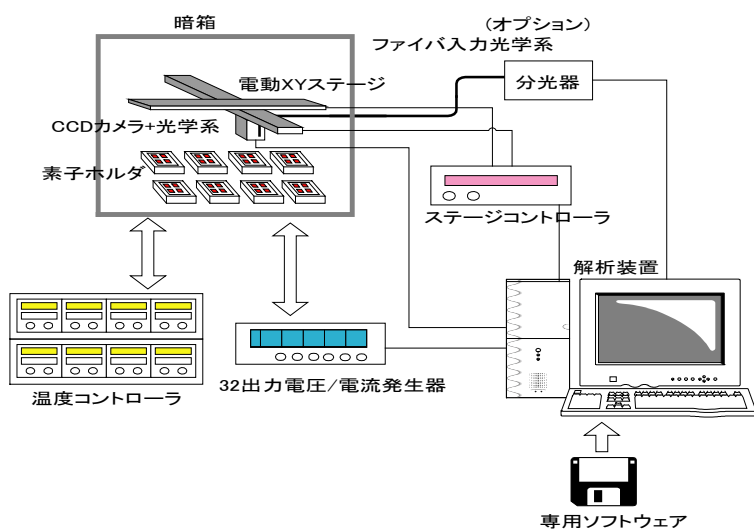 暗箱
(オプション)
ファイバ入力光学系
電動XYステージ
分光器
CCDカメラ+光学系
素子ホルダ
ステージコントローラ
解析装置
32出力電圧/電流発生器
温度コントローラ
専用ソフトウェア